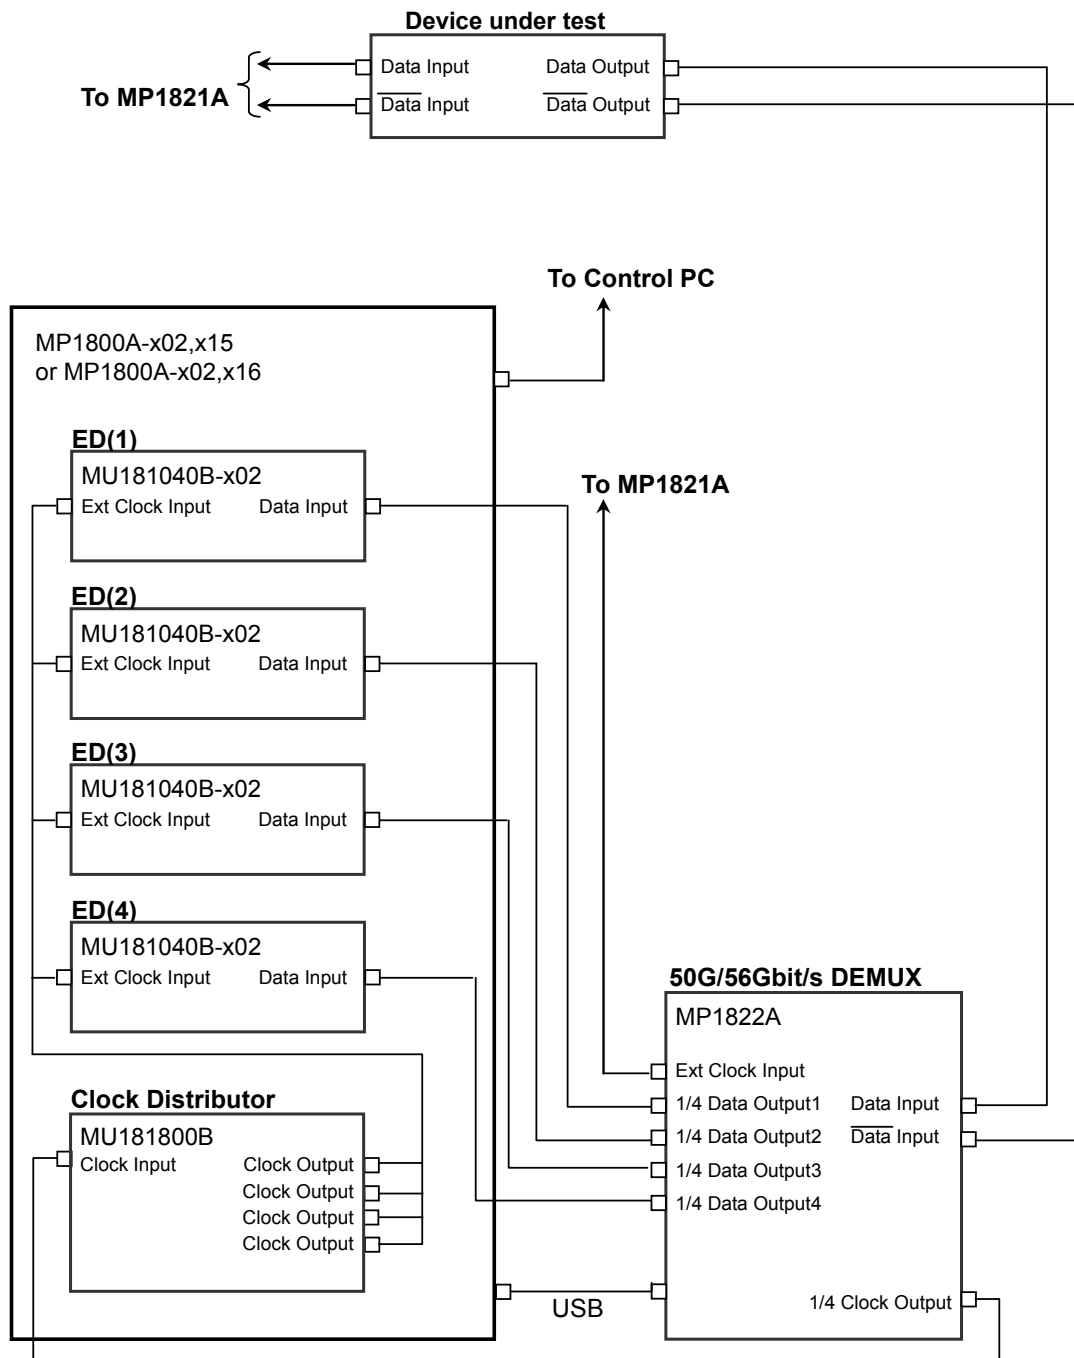 Device under test
Data Input Data Output
To MP1821A
Data Input Data Output
To Control PC
MP1800A-x02,x15
or MP1800A-x02,x16
ED(1)
MU181040B-x02
Ext Clock Input Data Input
To MP1821A
ED(2)
MU181040B-x02
Ext Clock Input Data Input
ED(3)
MU181040B-x02
Ext Clock Input Data Input
ED(4)
MU181040B-x02
Ext Clock Input Data Input
50G/56Gbit/s DEMUX
MP1822A
Ext Clock Input
1/4 Data Output1 Data Input
1/4 Data Output2 Data Input
1/4 Data Output3
1/4 Data Output4
1/4 Clock Output
Clock Distributor
MU181800B
Clock Input Clock Output
Clock Output
Clock Output
Clock Output
USB